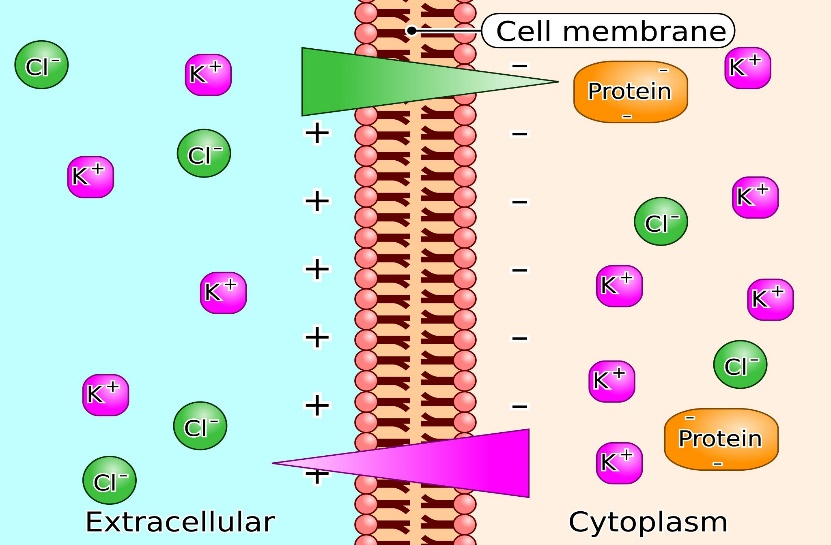 Cell membrane
Cl⁻
K⁺
−
Protein
−
−
K⁺
Cl⁻
+
−
K⁺
+
−
Cl⁻
K⁺
K⁺
+
−
K⁺
K⁺
+
−
Cl⁻
K⁺
K⁺
+
−
Cl⁻
Protein
−
−
Cl⁻
+
K⁺
Extracellular
Cytoplasm